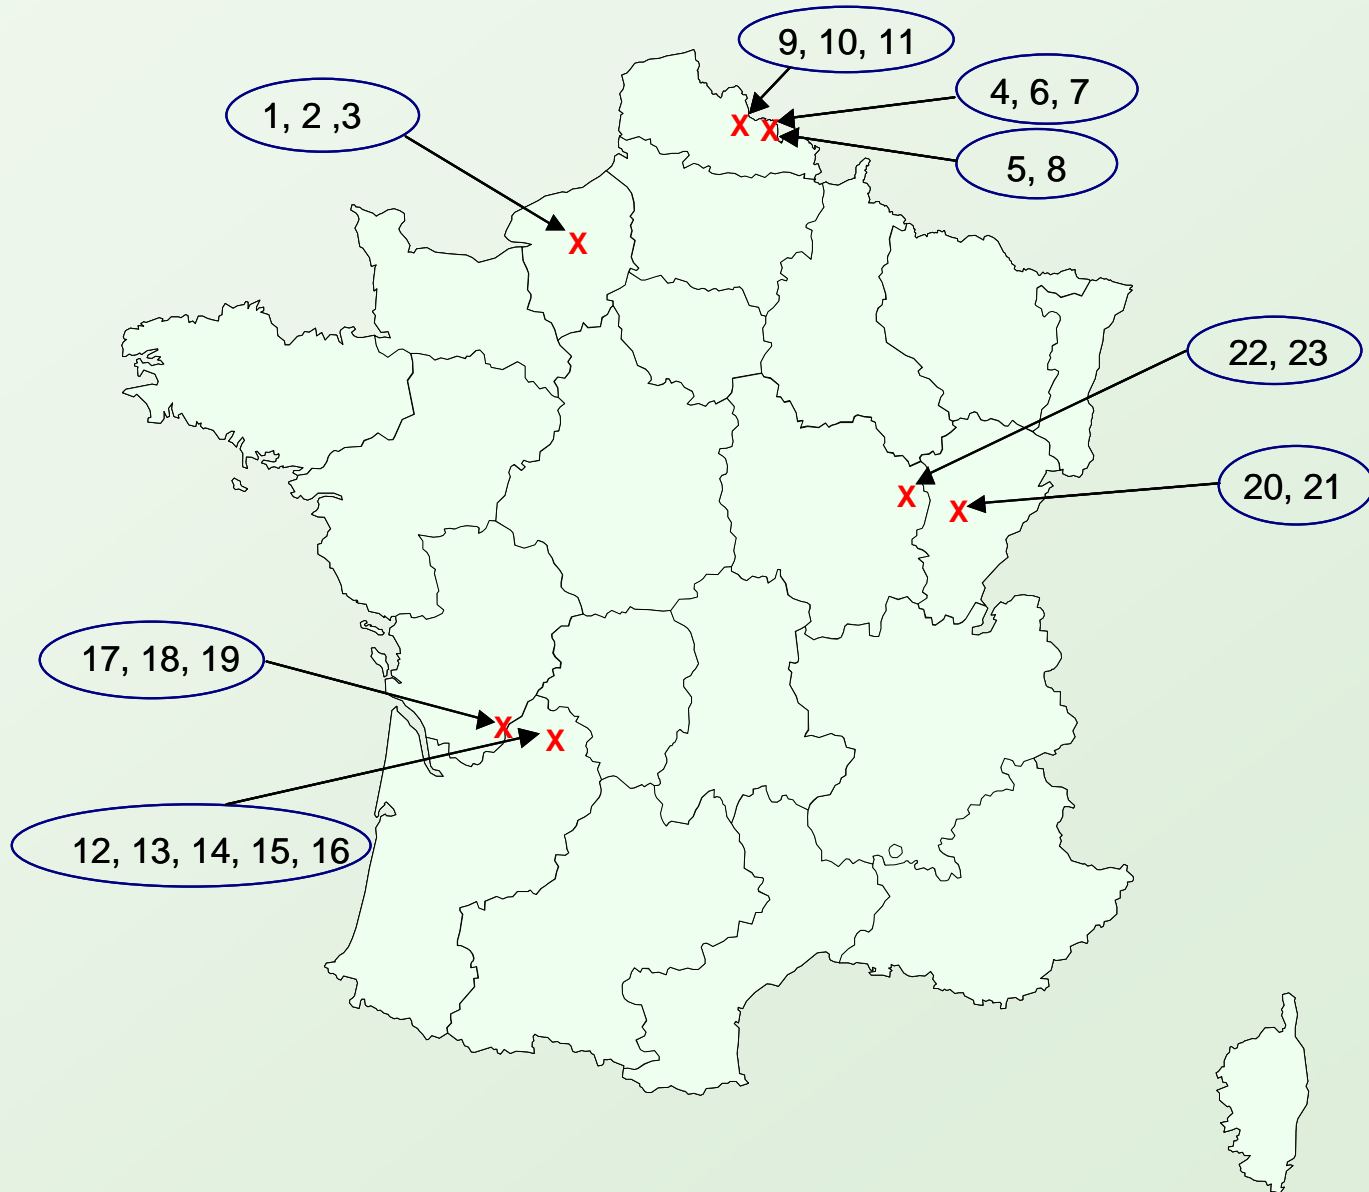 9, 10, 11
4, 6, 7
1, 2 ,3
X
X
5, 8
X
22, 23
20, 21
X
X
17, 18, 19
X
X
12, 13, 14, 15, 16